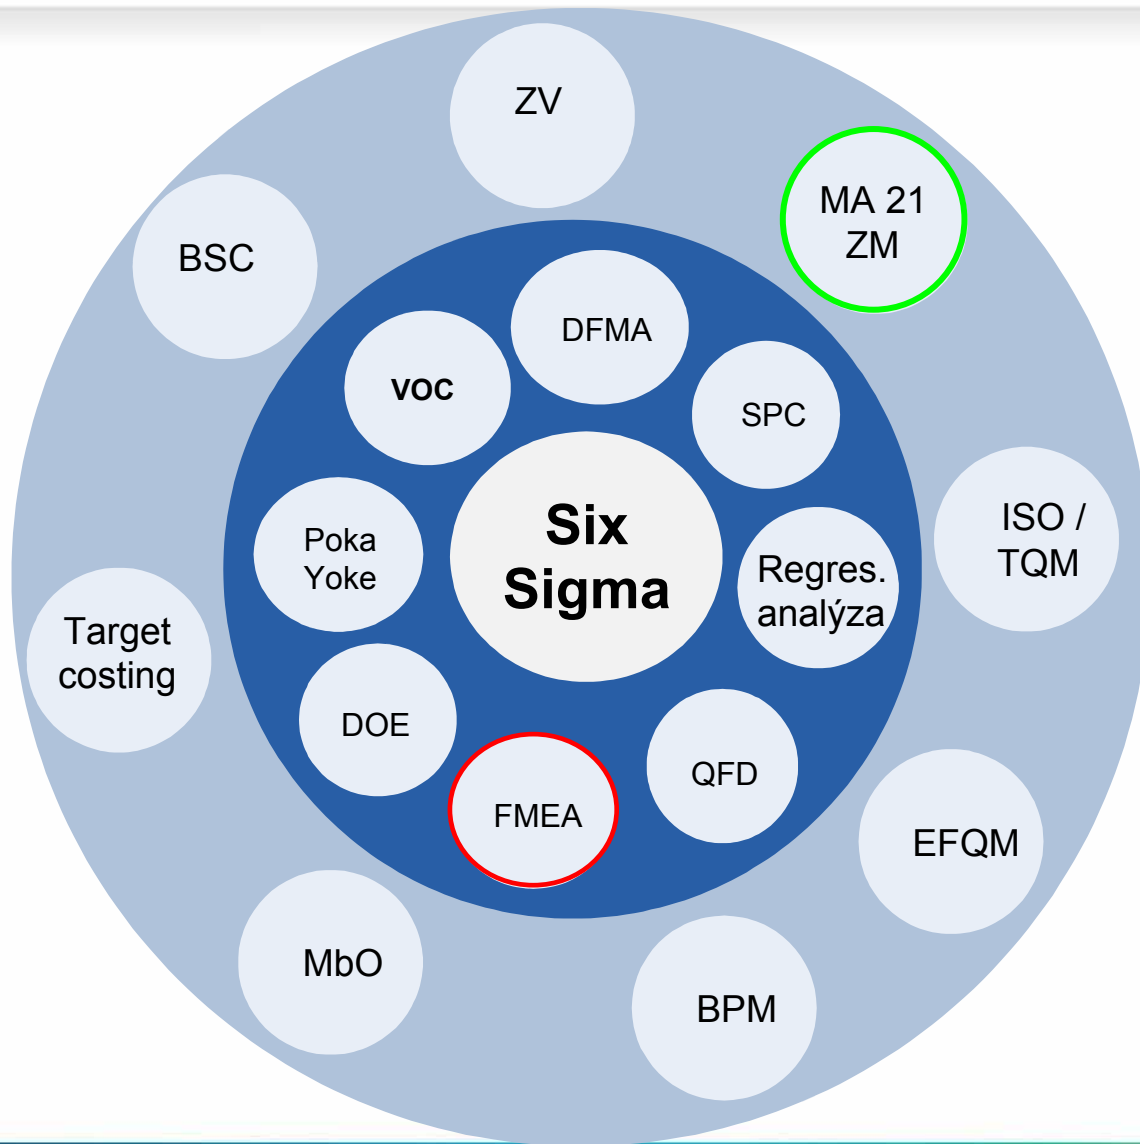 ZV
MA 21
ZM
BSC
DFMA
VOC
SPC
Six
Sigma
Poka
Yoke
Regres.
analýza
ISO /
TQM
Target
costing
DOE
QFD
FMEA
EFQM
MbO
BPM